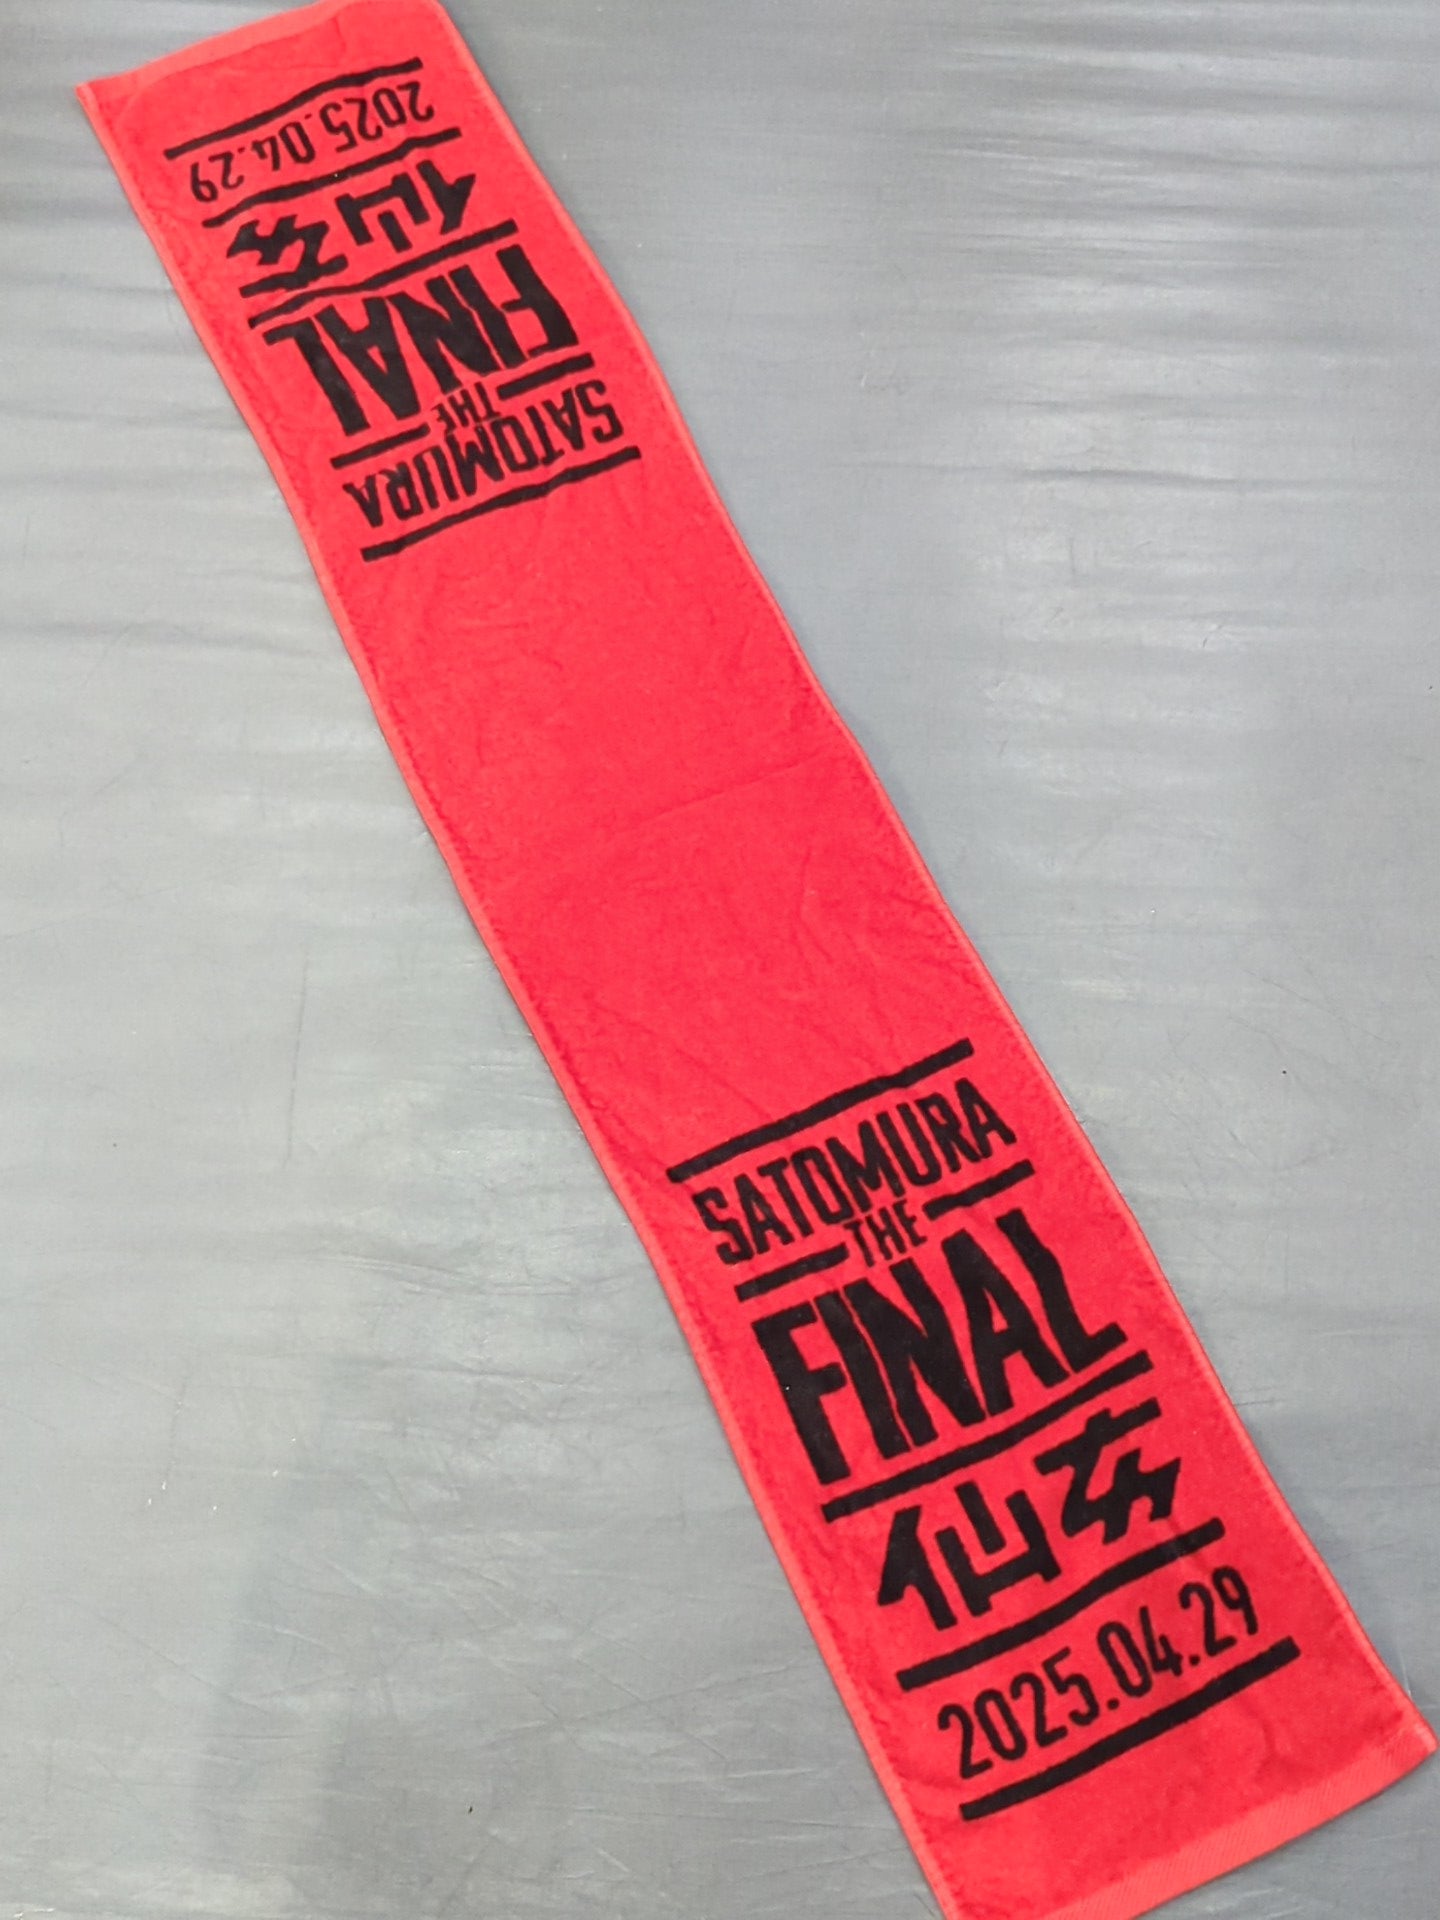 SATOMURA
THE
FINAL
仙女
2025.04.29
SATOMURA
THE
FINAL
仙女
2025.04.29